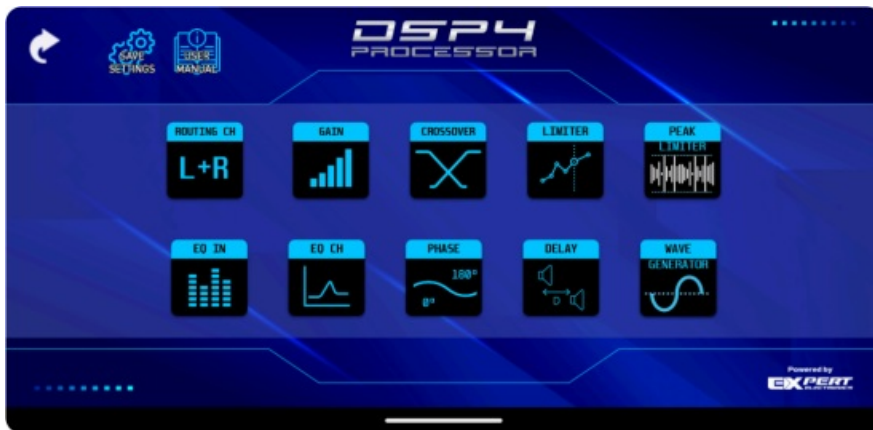 DSP4
PROCESSOR
SAVE
SETTINGS
USER
MANUAL
ROUTING CH
L+R
GAIN
CROSSOVER
LIMITER
PEAK
LIMITER
EQ IN
EQ CH
PHASE
180°
0°
DELAY
D
WAVE
GENERATOR
Powered by
EXPERT
ELECTRONICS